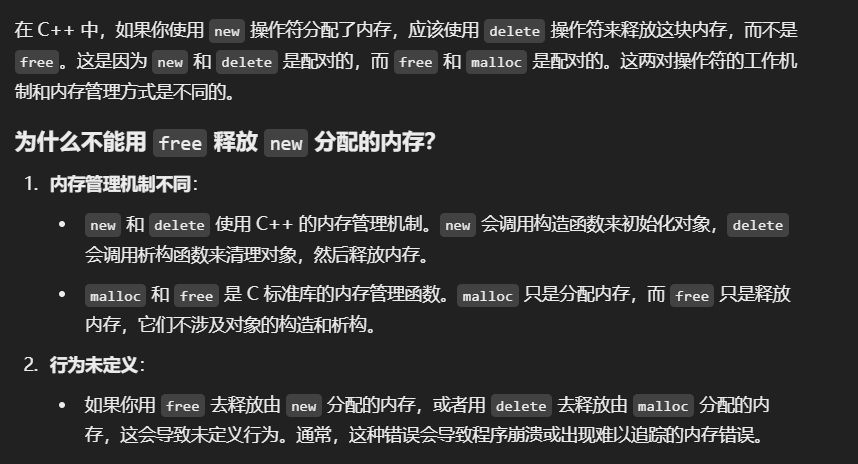 在 C++ 中，如果你使用 new 操作符分配了内存，应该使用 delete 操作符来释放这块内存，而不是
free。这是因为 new 和 delete 是配对的，而 free 和 malloc 是配对的。这两对操作符的工作机
制和内存管理方式是不同的。
为什么不能用 free 释放 new 分配的内存？
1. 内存管理机制不同：
• new 和 delete 使用 C++ 的内存管理机制。new 会调用构造函数来初始化对象，delete
会调用析构函数来清理对象，然后释放内存。
• malloc 和 free 是 C 标准库的内存管理函数。malloc 只是分配内存，而 free 只是释放
内存，它们不涉及对象的构造和析构。
2. 行为未定义：
• 如果你用 free 去释放由 new 分配的内存，或者用 delete 去释放由 malloc 分配的内
存，这会导致未定义行为。通常，这种错误会导致程序崩溃或出现难以追踪的内存错误。